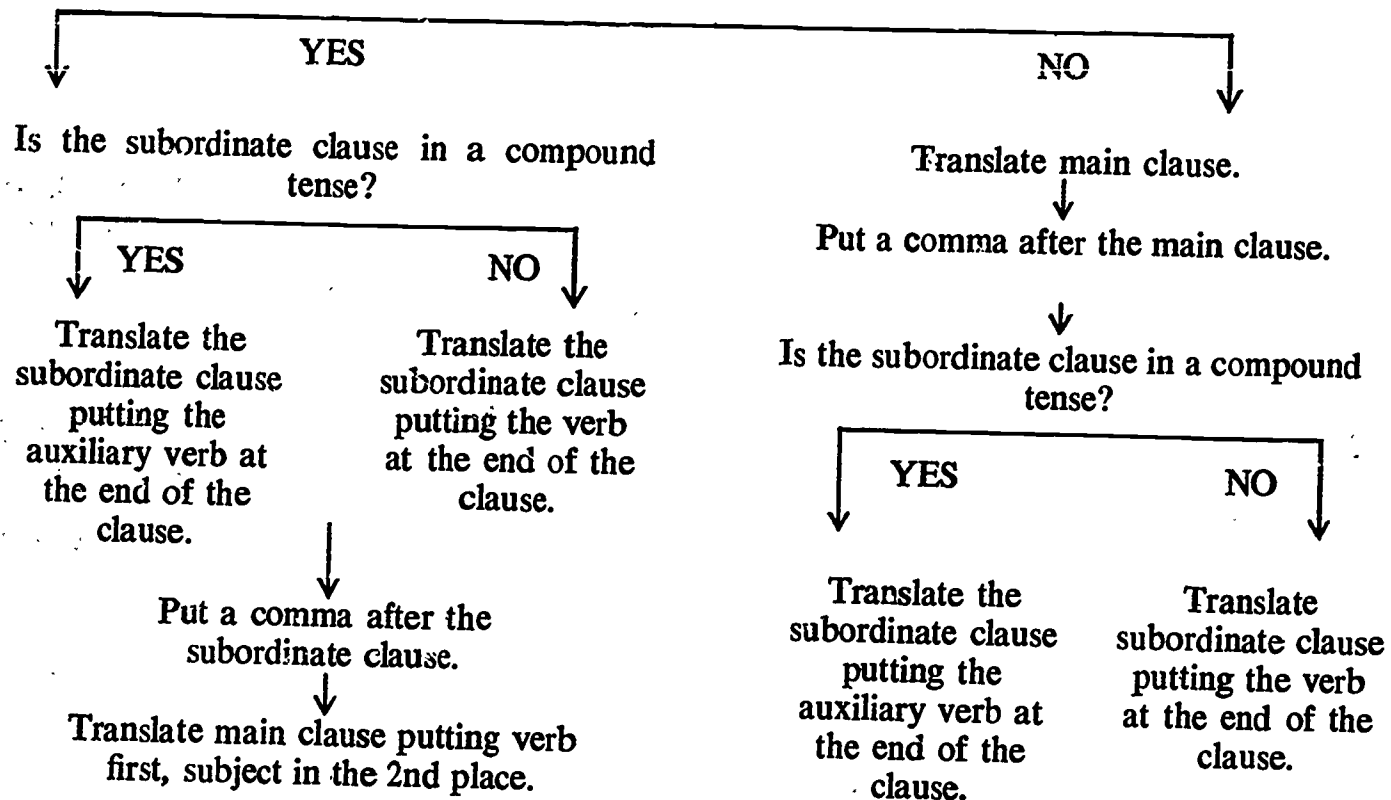 YES
NO
Is the subordinate clause in a compound
tense?
YES
NO
Translate the
subordinate clause
putting the
auxiliary verb at
the end of the
clause.
Translate the
subordinate clause
putting the verb
at the end of the
clause.
Put a comma after the
subordinate clause.
Translate main clause putting verb
first, subject in the 2nd place.
Translate main clause.
Put a comma after the main clause.
Is the subordinate clause in a compound
tense?
YES
NO
Translate the
subordinate clause
putting the
auxiliary verb at
the end of the
clause.
Translate
subordinate clause
putting the verb
at the end of the
clause.